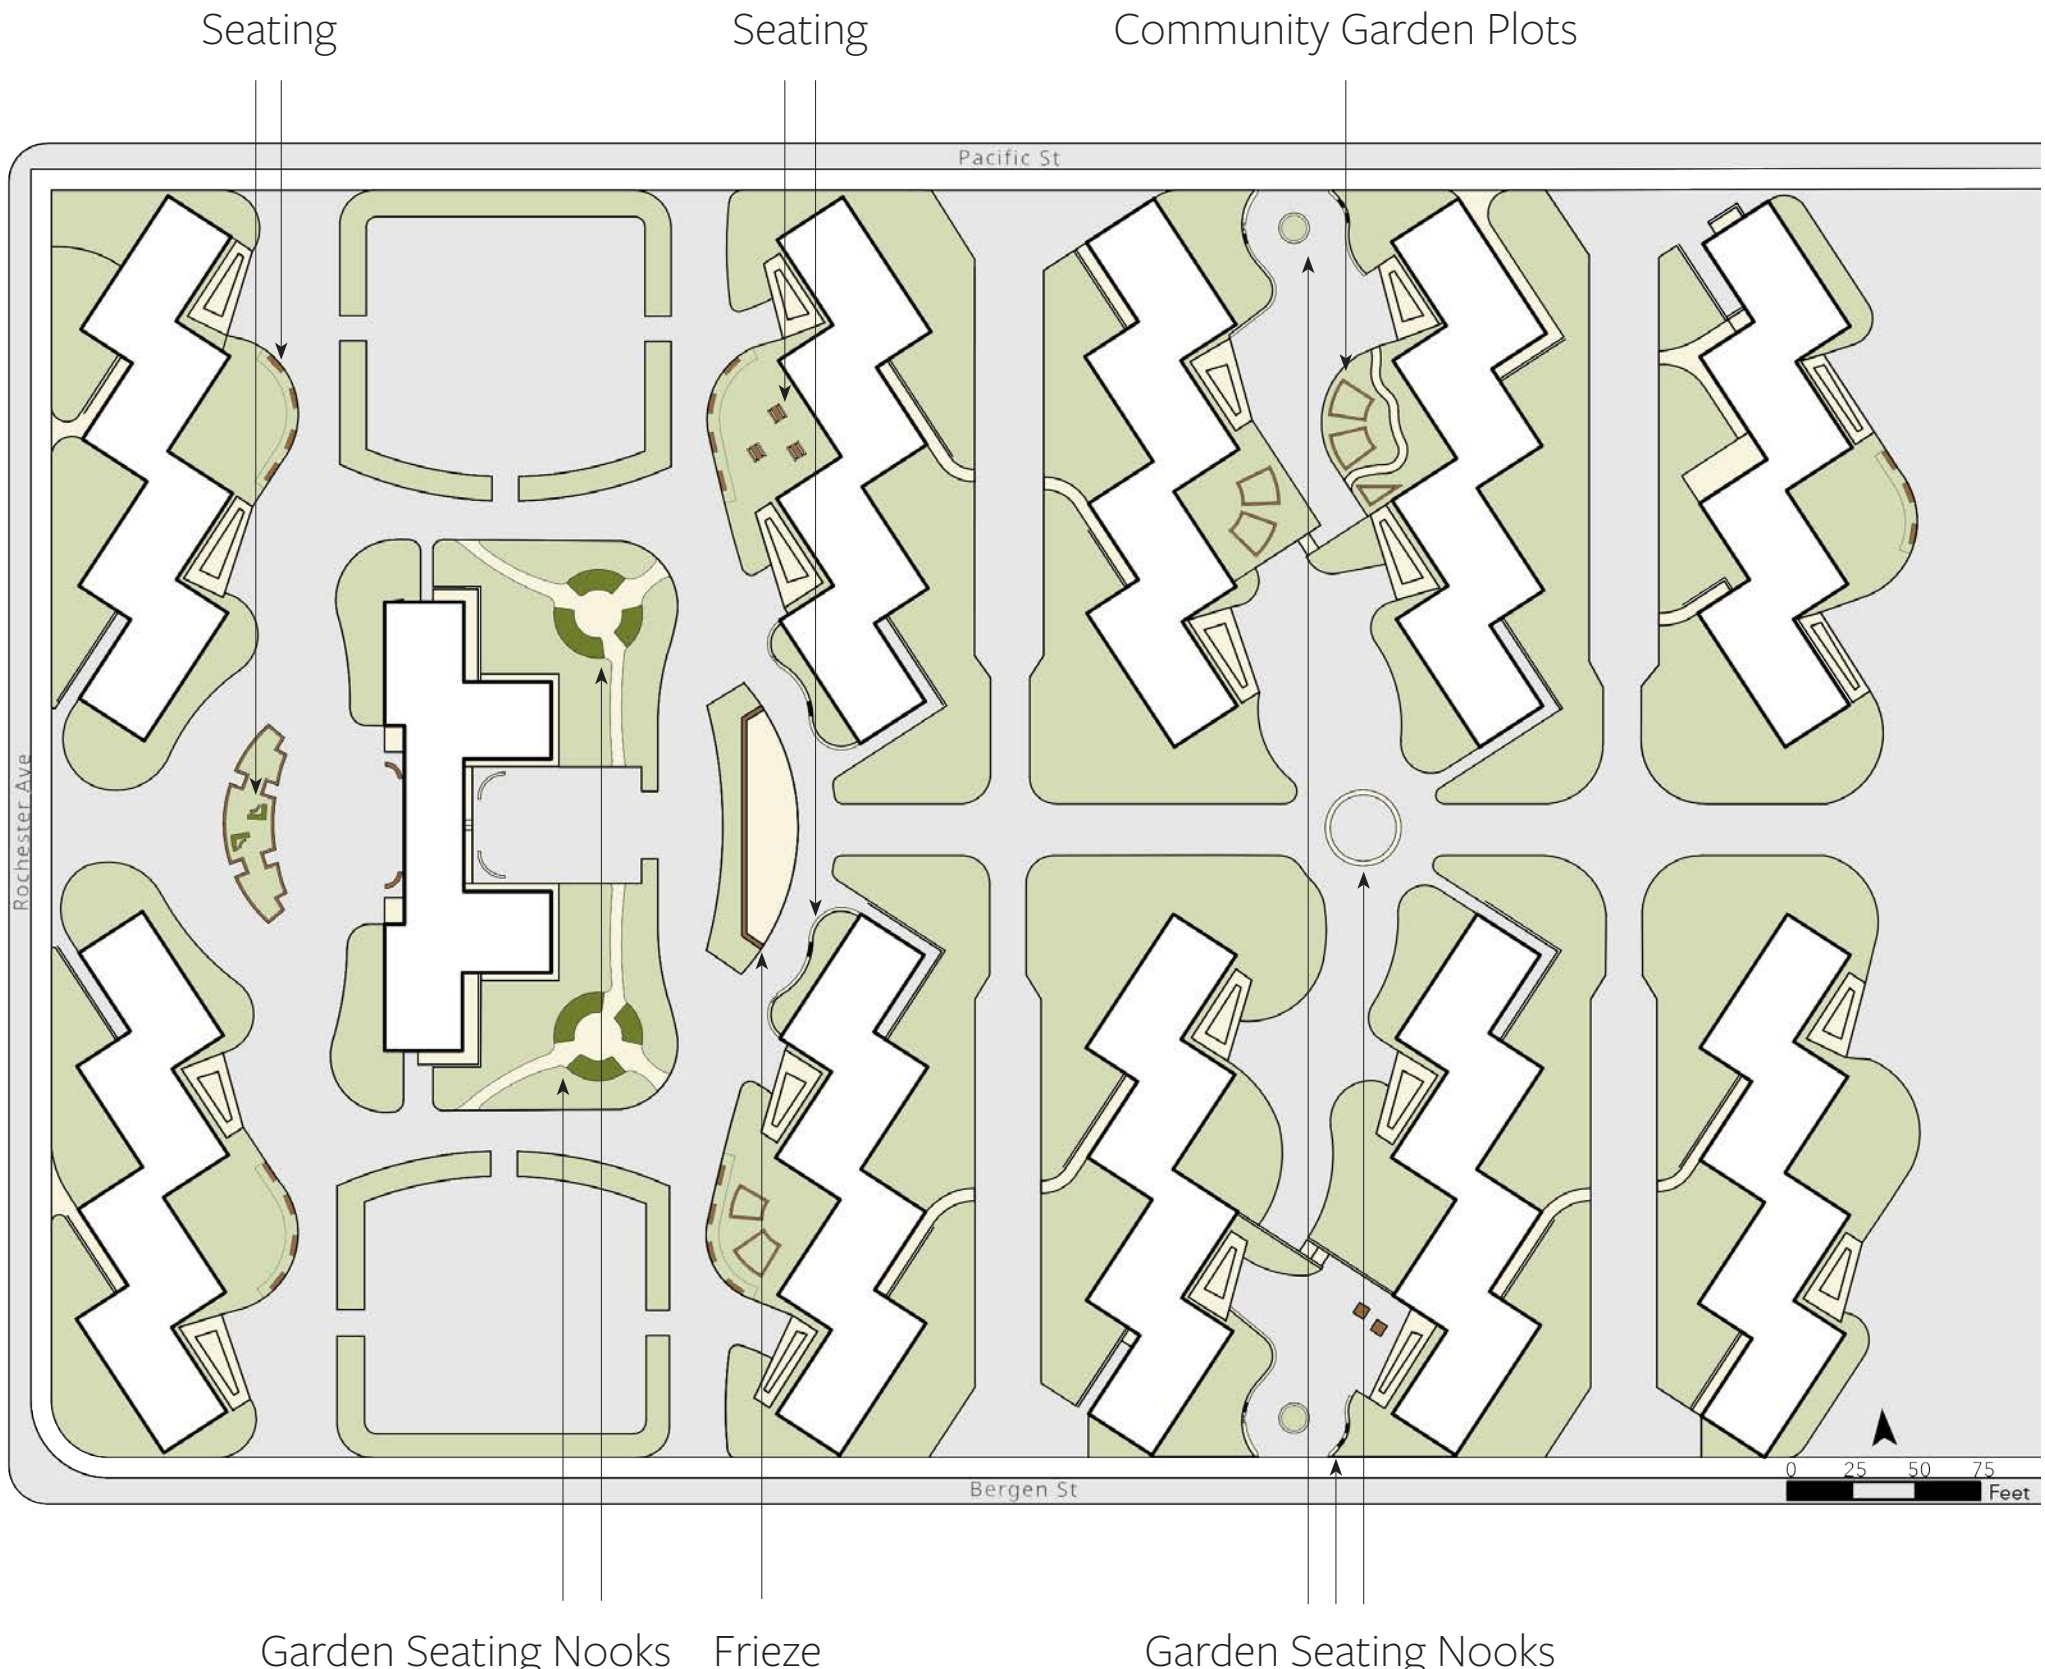 Seating
Seating
Community Garden Plots
Pacific St
Rochester Ave
0 25 50 75
Feet
Bergen St
Garden Seating Nooks
Frieze
Garden Seating Nooks